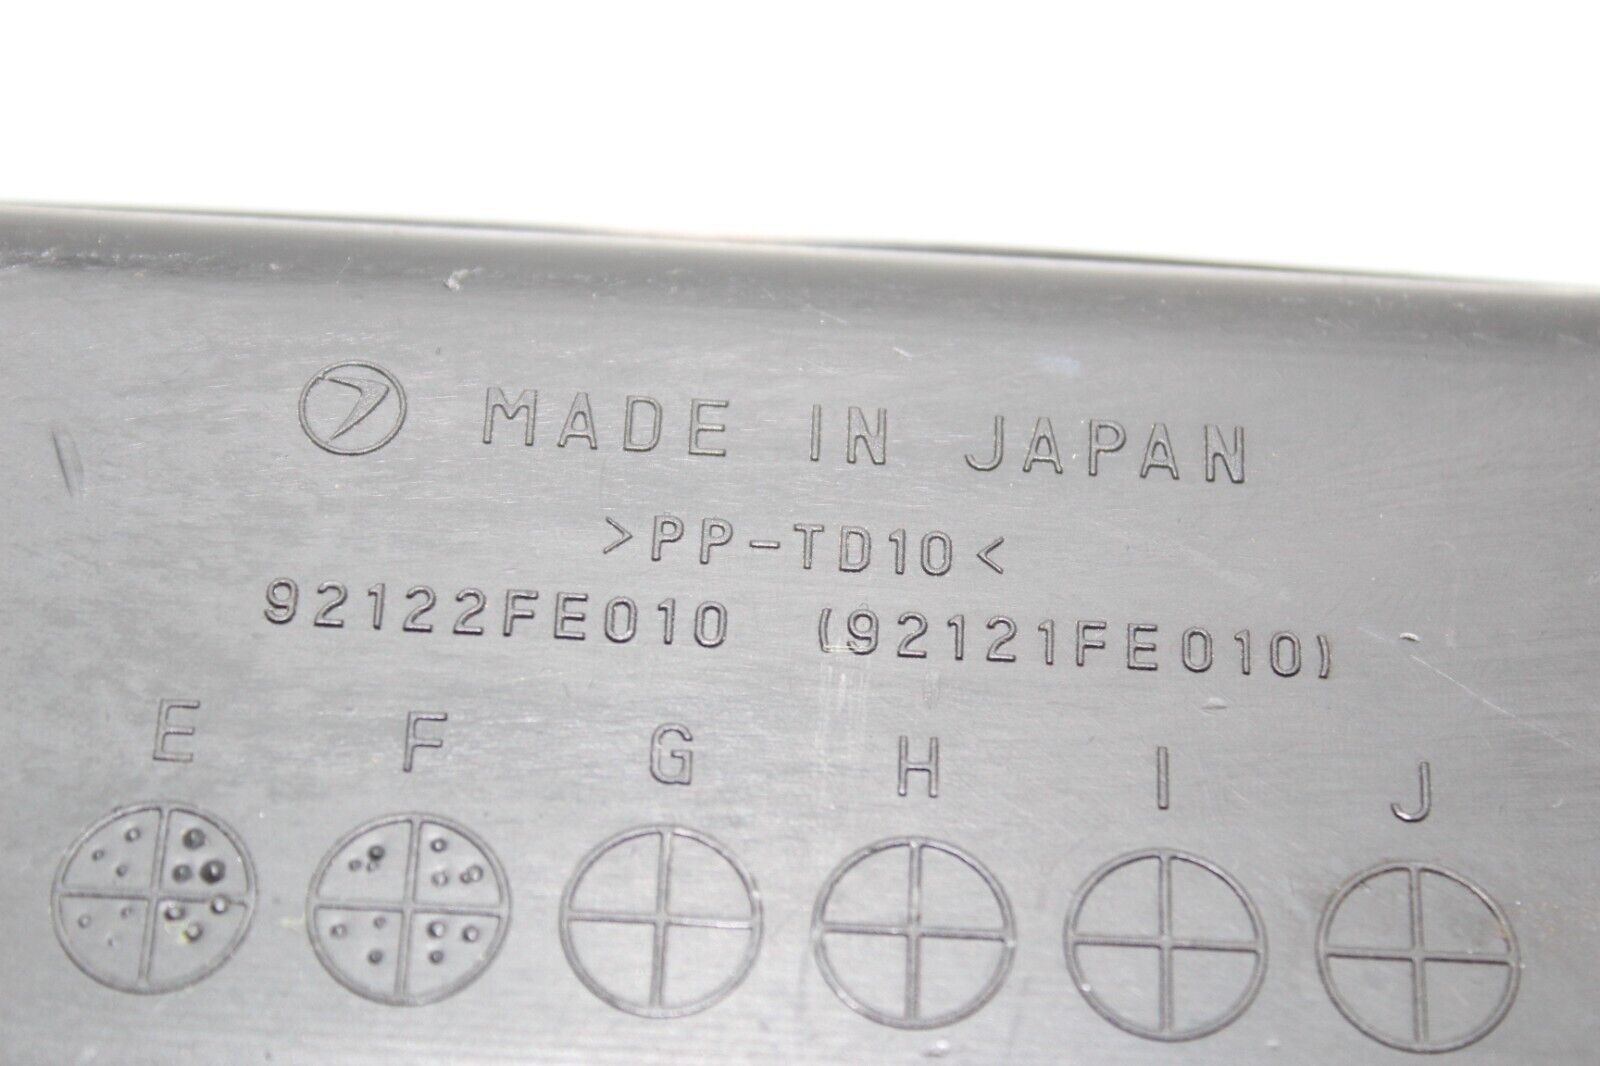 MADE IN JAPAN
>PP-TD10<
92122FE010 (92121FE010)
E F G H I J